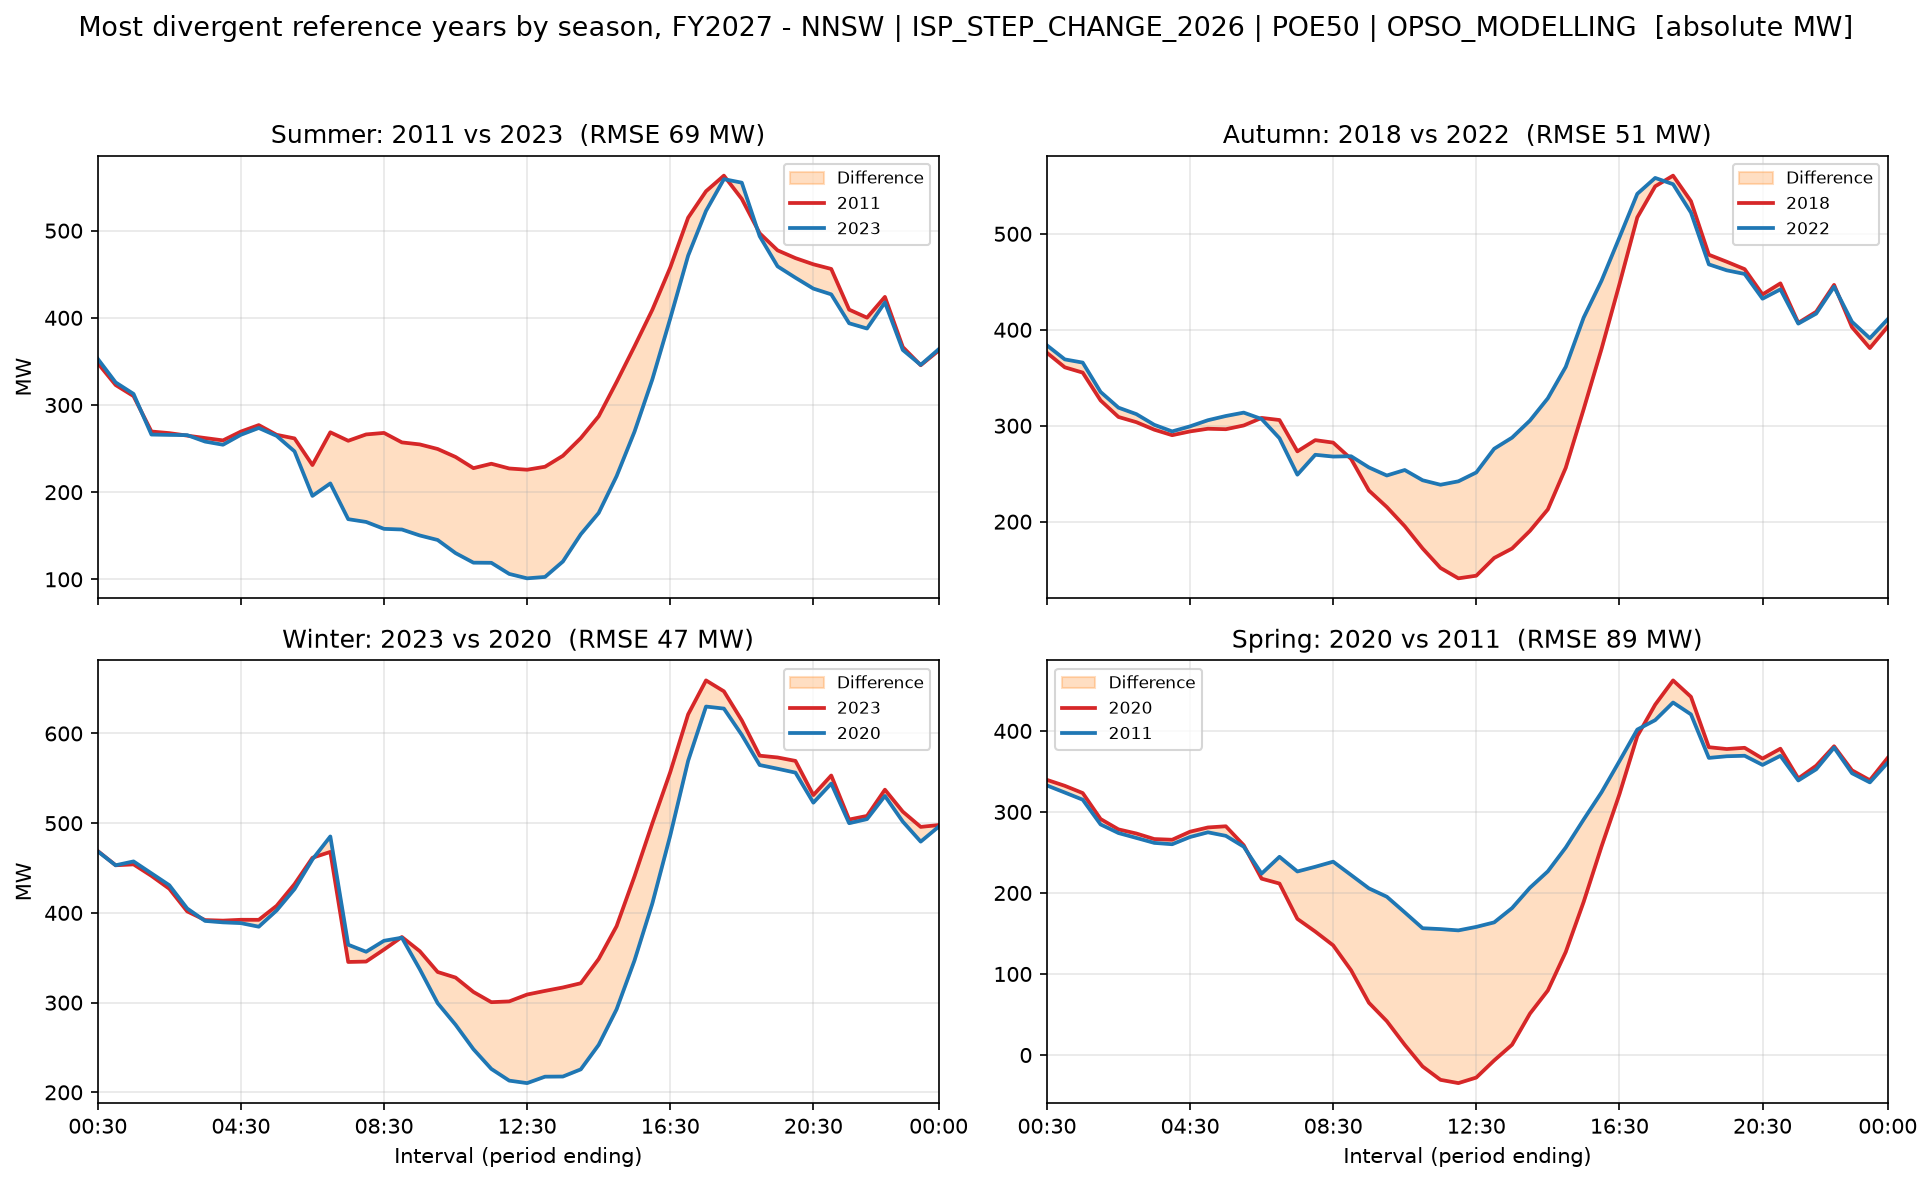 Most divergent reference years by season, FY2027 - NNSW | ISP_STEP_CHANGE_2026 | POE50 | OPSO_MODELLING  [absolute MW]
Summer: 2011 vs 2023  (RMSE 69 MW)
Difference
2011
2023
500
400
300
200
100
MW
Autumn: 2018 vs 2022  (RMSE 51 MW)
Difference
2018
2022
500
400
300
200
Winter: 2023 vs 2020  (RMSE 47 MW)
Difference
2023
2020
600
500
400
300
200
MW
00:30 04:30 08:30 12:30 16:30 20:30 00:00
Interval (period ending)
Spring: 2020 vs 2011  (RMSE 89 MW)
Difference
2020
2011
400
300
200
100
0
00:30 04:30 08:30 12:30 16:30 20:30 00:00
Interval (period ending)